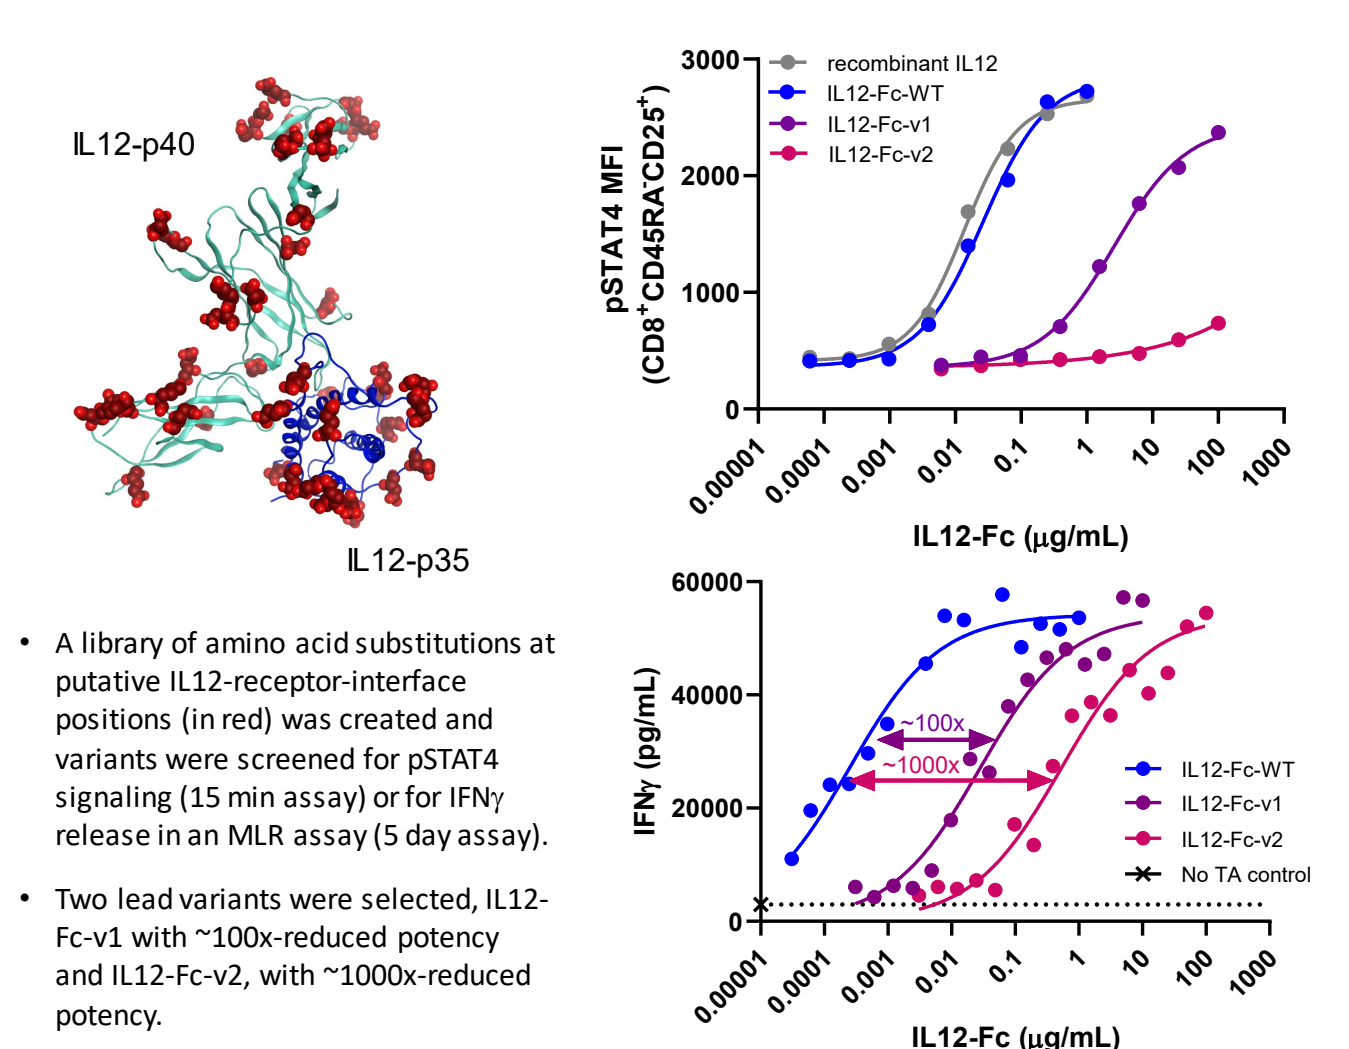 IL12-p40
IL12-p35
• A library of amino acid substitutions at
putative IL12-receptor-interface
positions (in red) was created and
variants were screened for pSTAT4
signaling (15 min assay) or for IFNγ
release in an MLR assay (5 day assay).
• Two lead variants were selected, IL12-
Fc-v1 with ~100x-reduced potency
and IL12-Fc-v2, with ~1000x-reduced
potency.
pSTAT4 MFI
(CD8⁺CD45RA⁻CD25⁺)
3000
2000
1000
0
recombinant IL12
IL12-Fc-WT
IL12-Fc-v1
IL12-Fc-v2
0.00001
0.0001
0.001
0.01
0.1
1
10
100
1000
IL12-Fc (μg/mL)
IFNγ (pg/mL)
60000
40000
20000
0
~100x
~1000x
IL12-Fc-WT
IL12-Fc-v1
IL12-Fc-v2
No TA control
0.00001
0.0001
0.001
0.01
0.1
1
10
100
1000
IL12-Fc (μg/mL)